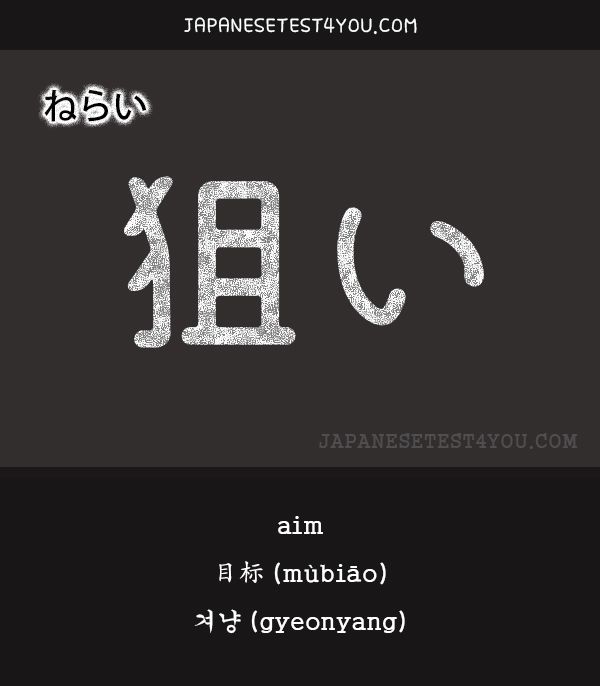 JAPANESETEST4YOU.COM
ねらい
狙い
JAPANESETEST4YOU.COM
aim
目标 (mùbiāo)
겨냥 (gyeonyang)